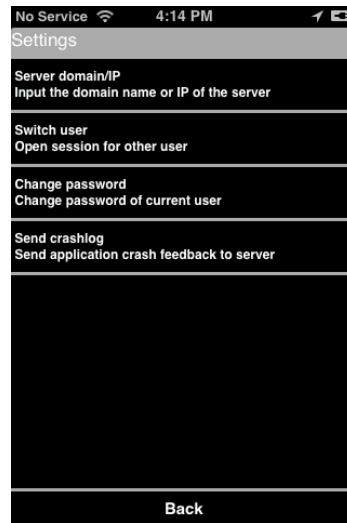 No Service 4:14 PM
Settings
Server domain/IP
Input the domain name or IP of the server
Switch user
Open session for other user
Change password
Change password of current user
Send crashlog
Send application crash feedback to server
Back